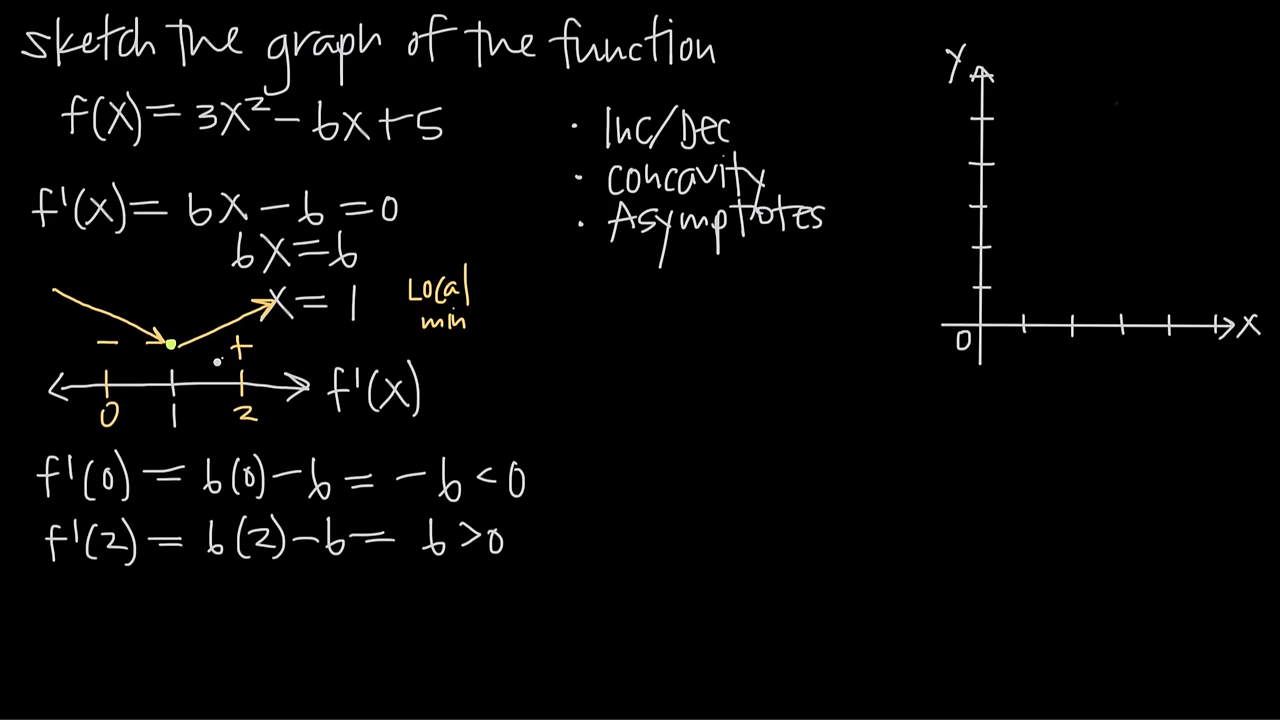 sketch the graph of the function
f(x) = 3x² - 6x + 5
f'(x) = 6x - 6 = 0
6x = 6
x = 1
Local
min
- +
0 1 2
f'(x)
f'(0) = 6(0) - 6 = -6 < 0
f'(2) = 6(2) - 6 = 6 > 0
· Inc/Dec
· concavity
· Asymptotes
Y
0
X